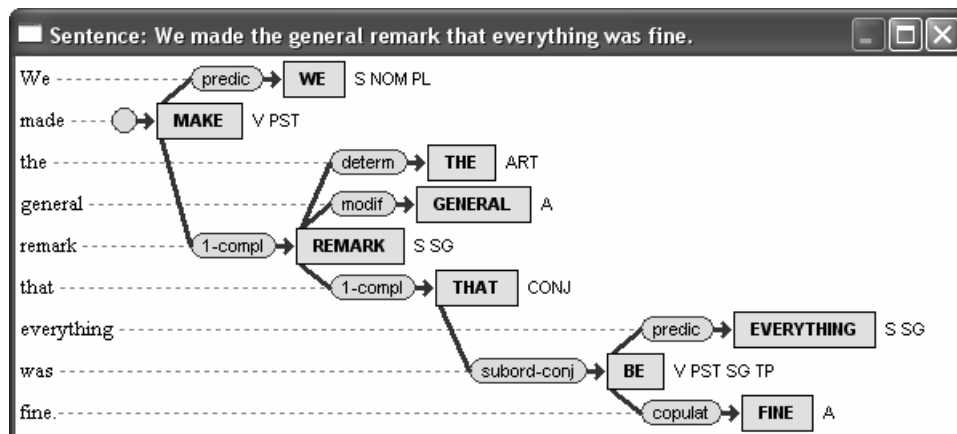 Sentence: We made the general remark that everything was fine.
We predic WE S NOM PL
made MAKE V PST
the determ THE ART
general modif GENERAL A
remark 1-compl REMARK S SG
that 1-compl THAT CONJ
everything predic EVERYTHING S SG
was subord-conj BE V PST SG TP
fine. copulat FINE A